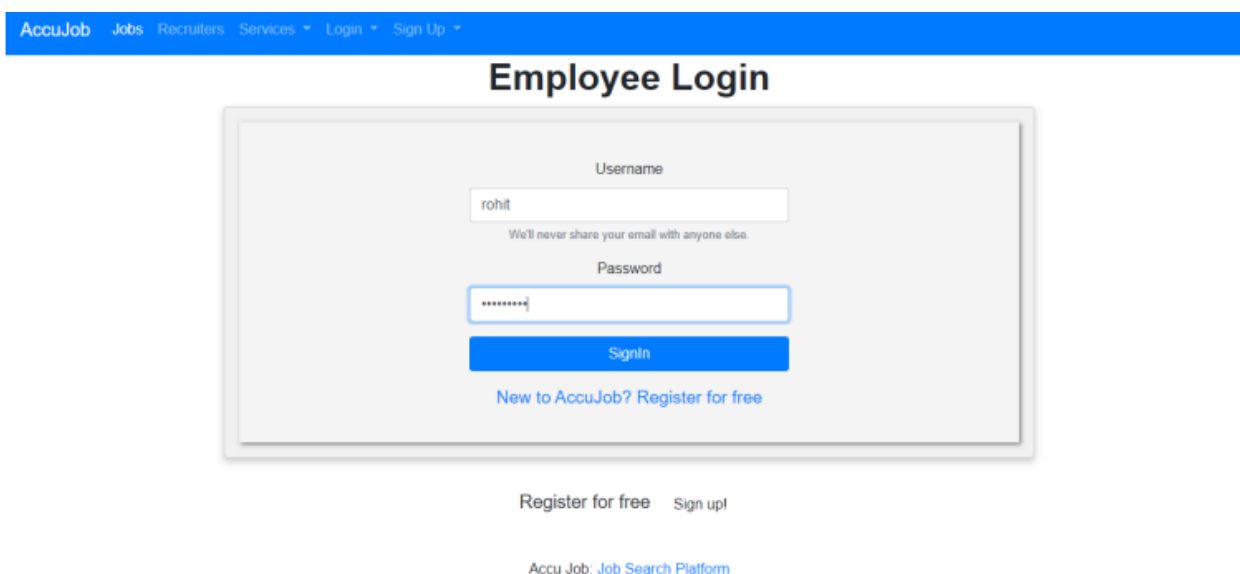 AccuJob Jobs Recruiters Services Login Sign Up
Employee Login
Username
rohit
We'll never share your email with anyone else.
Password
•••••••••
SignIn
New to AccuJob? Register for free
Register for free Sign up!
Accu Job: Job Search Platform